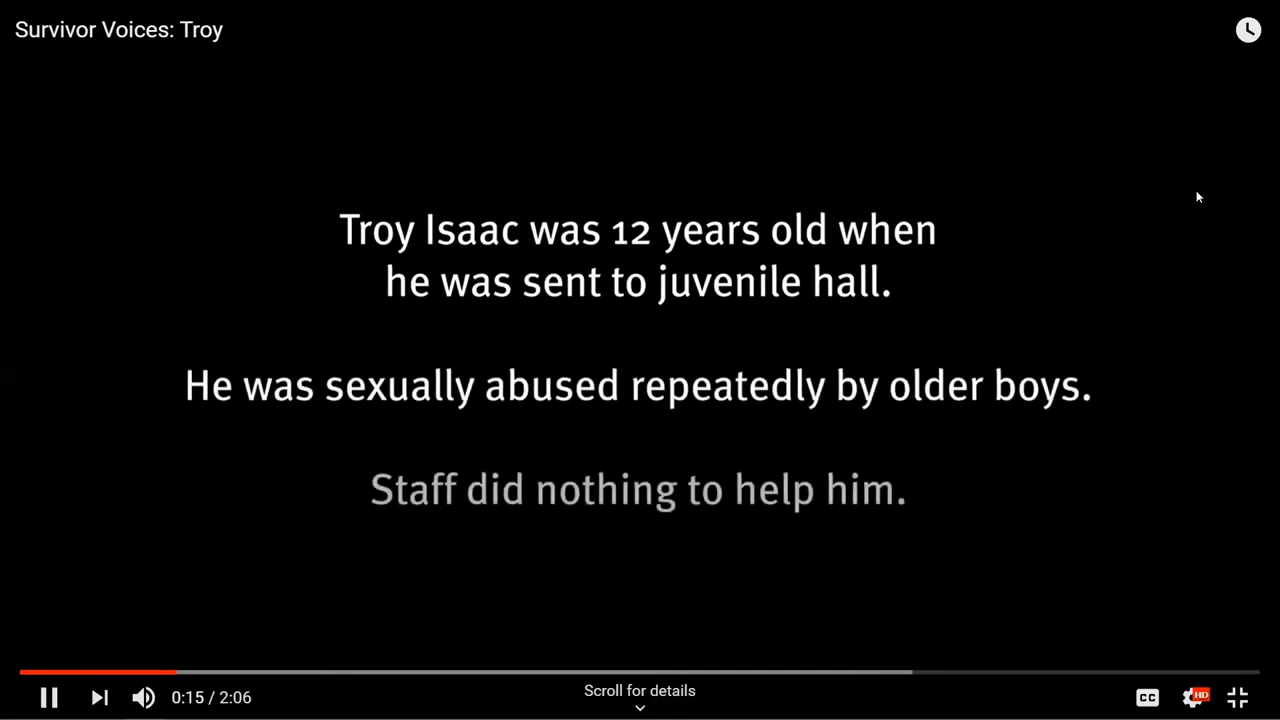 Survivor Voices: Troy
Troy Isaac was 12 years old when
he was sent to juvenile hall.
He was sexually abused repeatedly by older boys.
Staff did nothing to help him.
0:15 / 2:06
Scroll for details
CC
HD